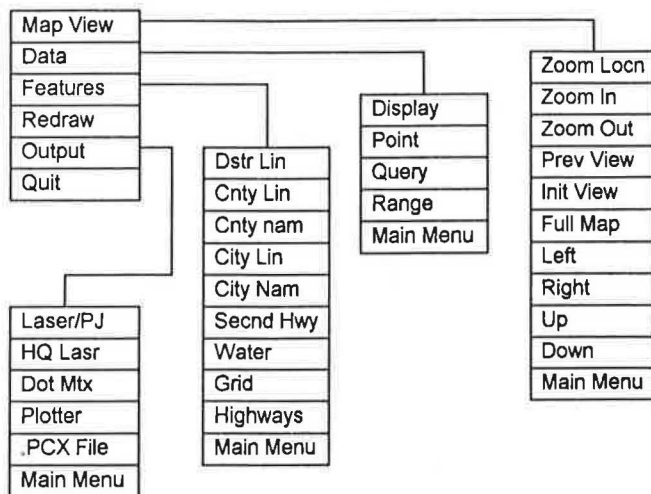 Map View
Data
Features
Redraw
Output
Quit
Laser/PJ
HQ Lasr
Dot Mtx
Plotter
.PCX File
Main Menu
Dstr Lin
Cnty Lin
Cnty nam
City Lin
City Nam
Secnd Hwy
Water
Grid
Highways
Main Menu
Display
Point
Query
Range
Main Menu
Zoom Locn
Zoom In
Zoom Out
Prev View
Init View
Full Map
Left
Right
Up
Down
Main Menu